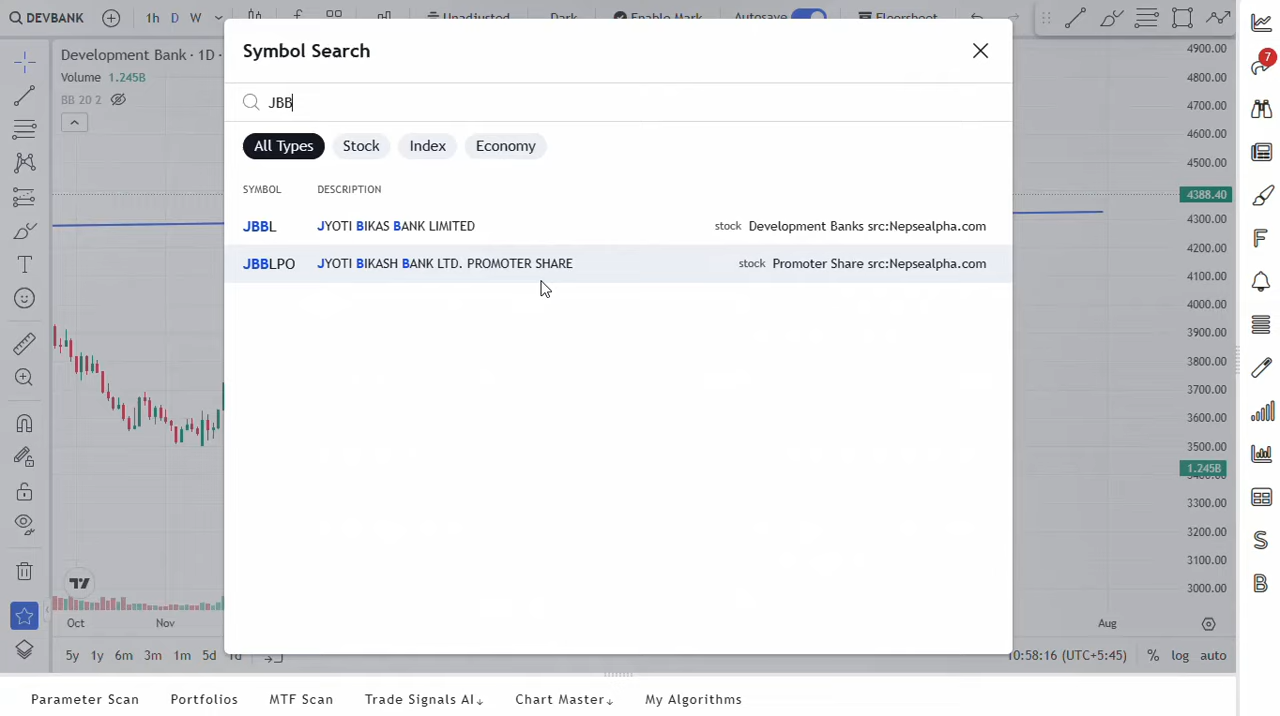 DEVBANK
1h D W
Unadjusted
Dark
Enable Mark
Autosave
Floorsheet
Development Bank · 1D ·
Volume 1.245B
BB 20 2
Symbol Search
JBB
All Types
Stock
Index
Economy
SYMBOL DESCRIPTION
JBBL JYOTI BIKAS BANK LIMITED stock Development Banks src:Nepsealpha.com
JBBLPO JYOTI BIKASH BANK LTD. PROMOTER SHARE stock Promoter Share src:Nepsealpha.com
4900.00
4800.00
4700.00
4600.00
4500.00
4388.40
4300.00
4200.00
4100.00
4000.00
3900.00
3800.00
3700.00
3600.00
3500.00
1.245B
3300.00
3200.00
3100.00
3000.00
7
F
S
B
T
Oct
Nov
Aug
5y 1y 6m 3m 1m 5d 1d
10:58:16 (UTC+5:45) % log auto
Parameter Scan
Portfolios
MTF Scan
Trade Signals AI↓
Chart Master↓
My Algorithms